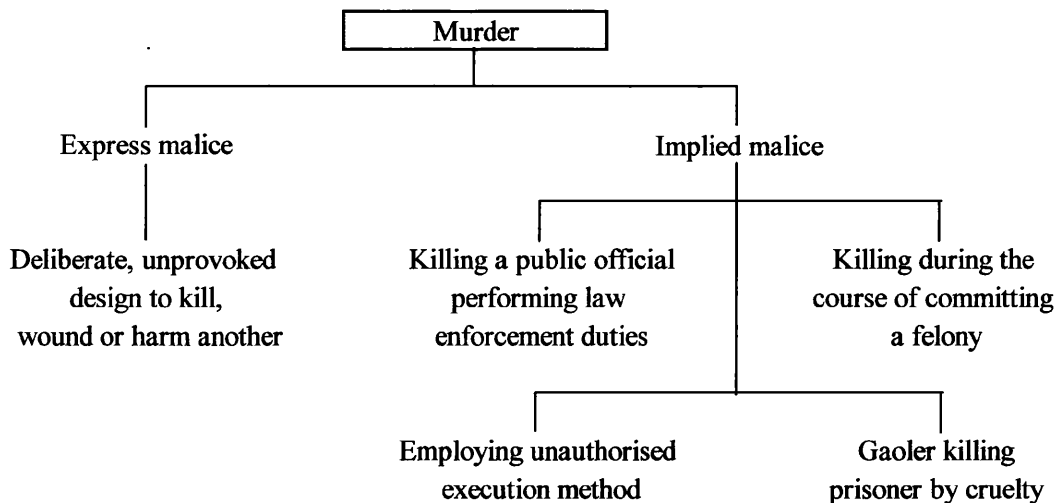 Murder
Express malice
Implied malice
Deliberate, unprovoked
design to kill,
wound or harm another
Killing a public official
performing law
enforcement duties
Killing during the
course of committing
a felony
Employing unauthorised
execution method
Gaoler killing
prisoner by cruelty